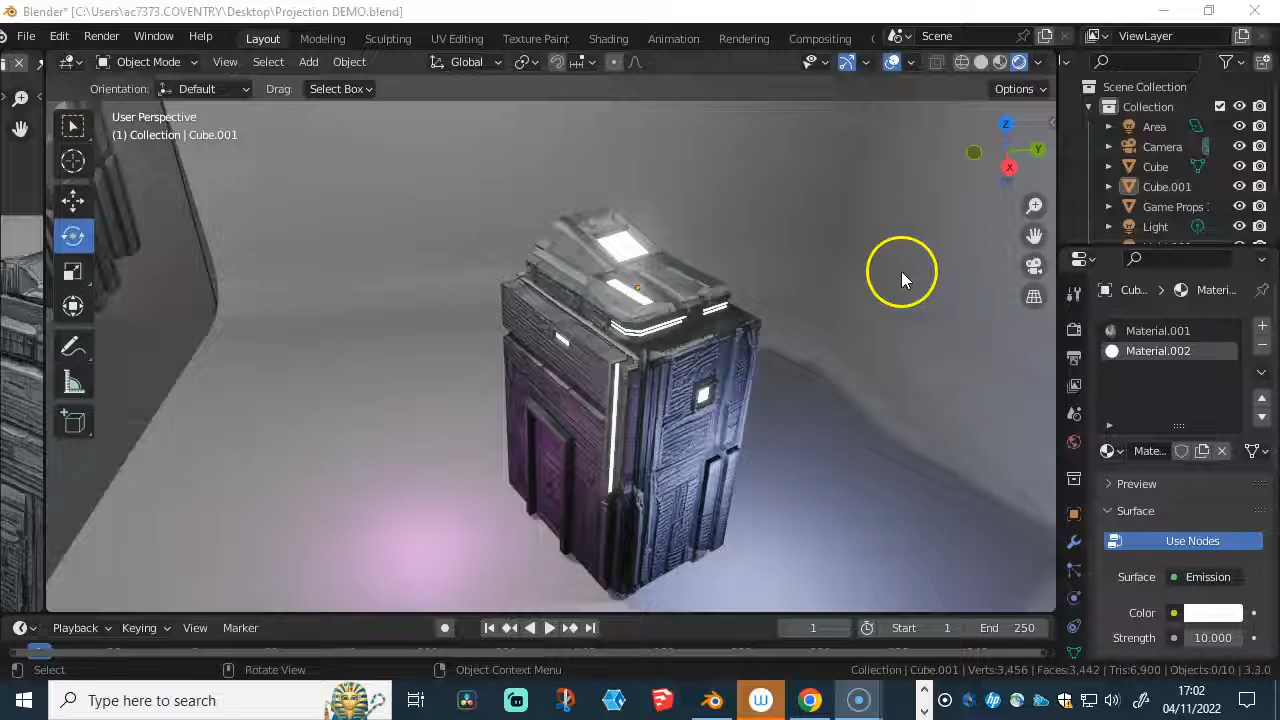 Blender* [C:\Users\ac7373.COVENTRY\Desktop\Projection DEMO.blend]
File Edit Render Window Help Layout Modeling Sculpting UV Editing Texture Paint Shading Animation Rendering Compositing Scene ViewLayer
Object Mode View Select Add Object Global
Orientation: Default Drag: Select Box Options
User Perspective
(1) Collection | Cube.001
Z
Y
X
Scene Collection
Collection
Area
Camera
Cube
Cube.001
Game Props
Light
Cub... Materi...
Material.001
Material.002
Mate...
Preview
Surface
Use Nodes
Surface Emission
Color
Strength 10.000
Playback Keying View Marker 1 Start 1 End 250
Select Rotate View Object Context Menu Collection | Cube.001 | Verts:3,456 | Faces:3,442 | Tris:6,900 | Objects:0/10 | 3.3.0
Type here to search
17:02
04/11/2022